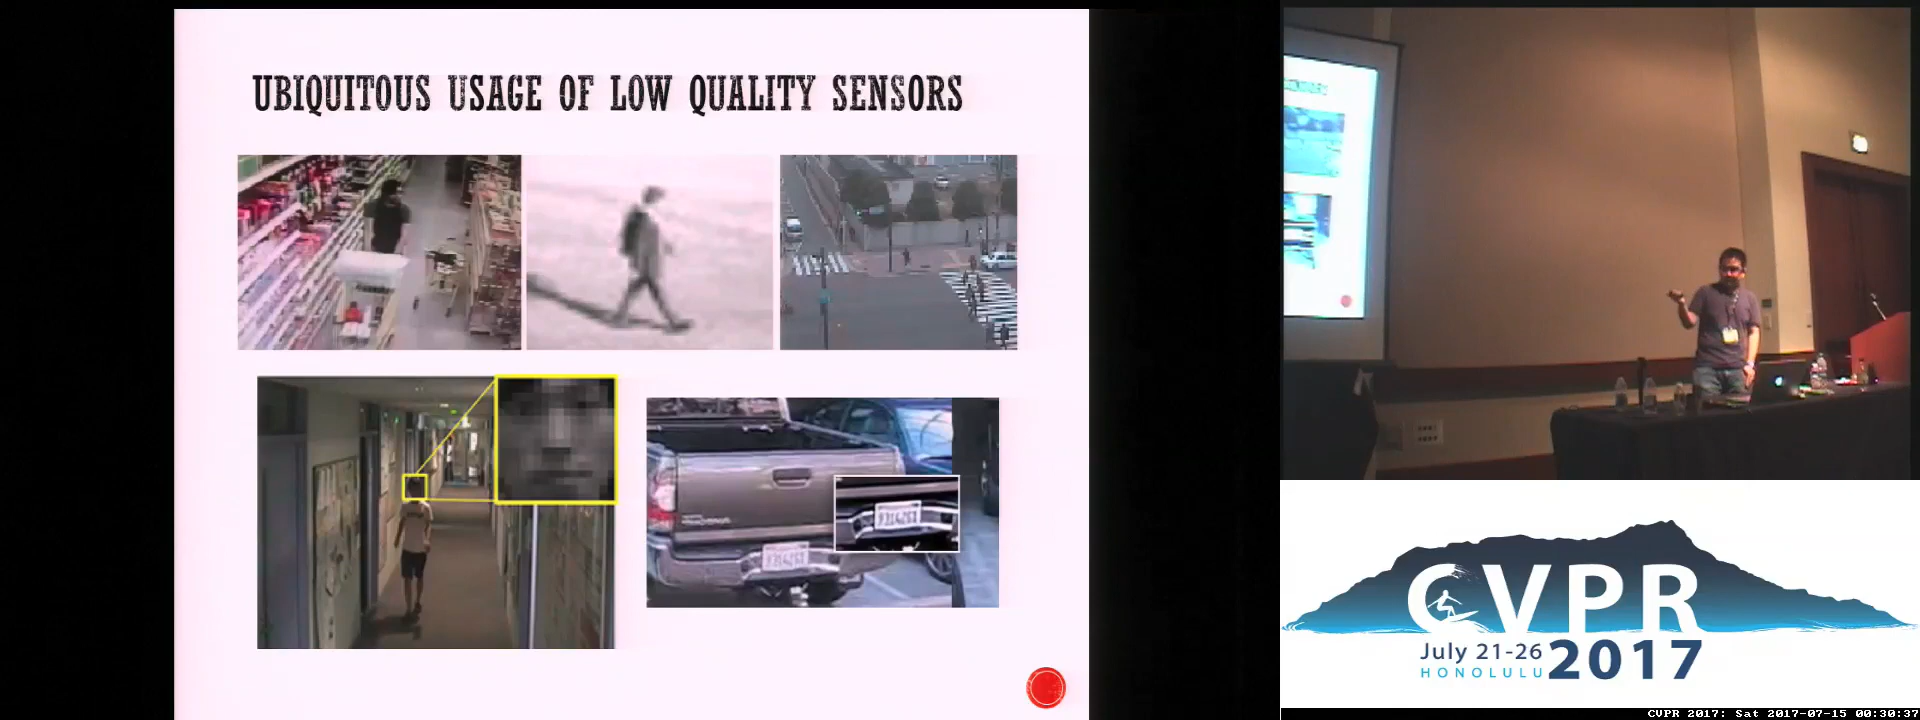 UBIQUITOUS USAGE OF LOW QUALITY SENSORS
CVPR
July 21-26
HONOLULU
2017
CVPR 2017: Sat 2017-07-15 00:30:37